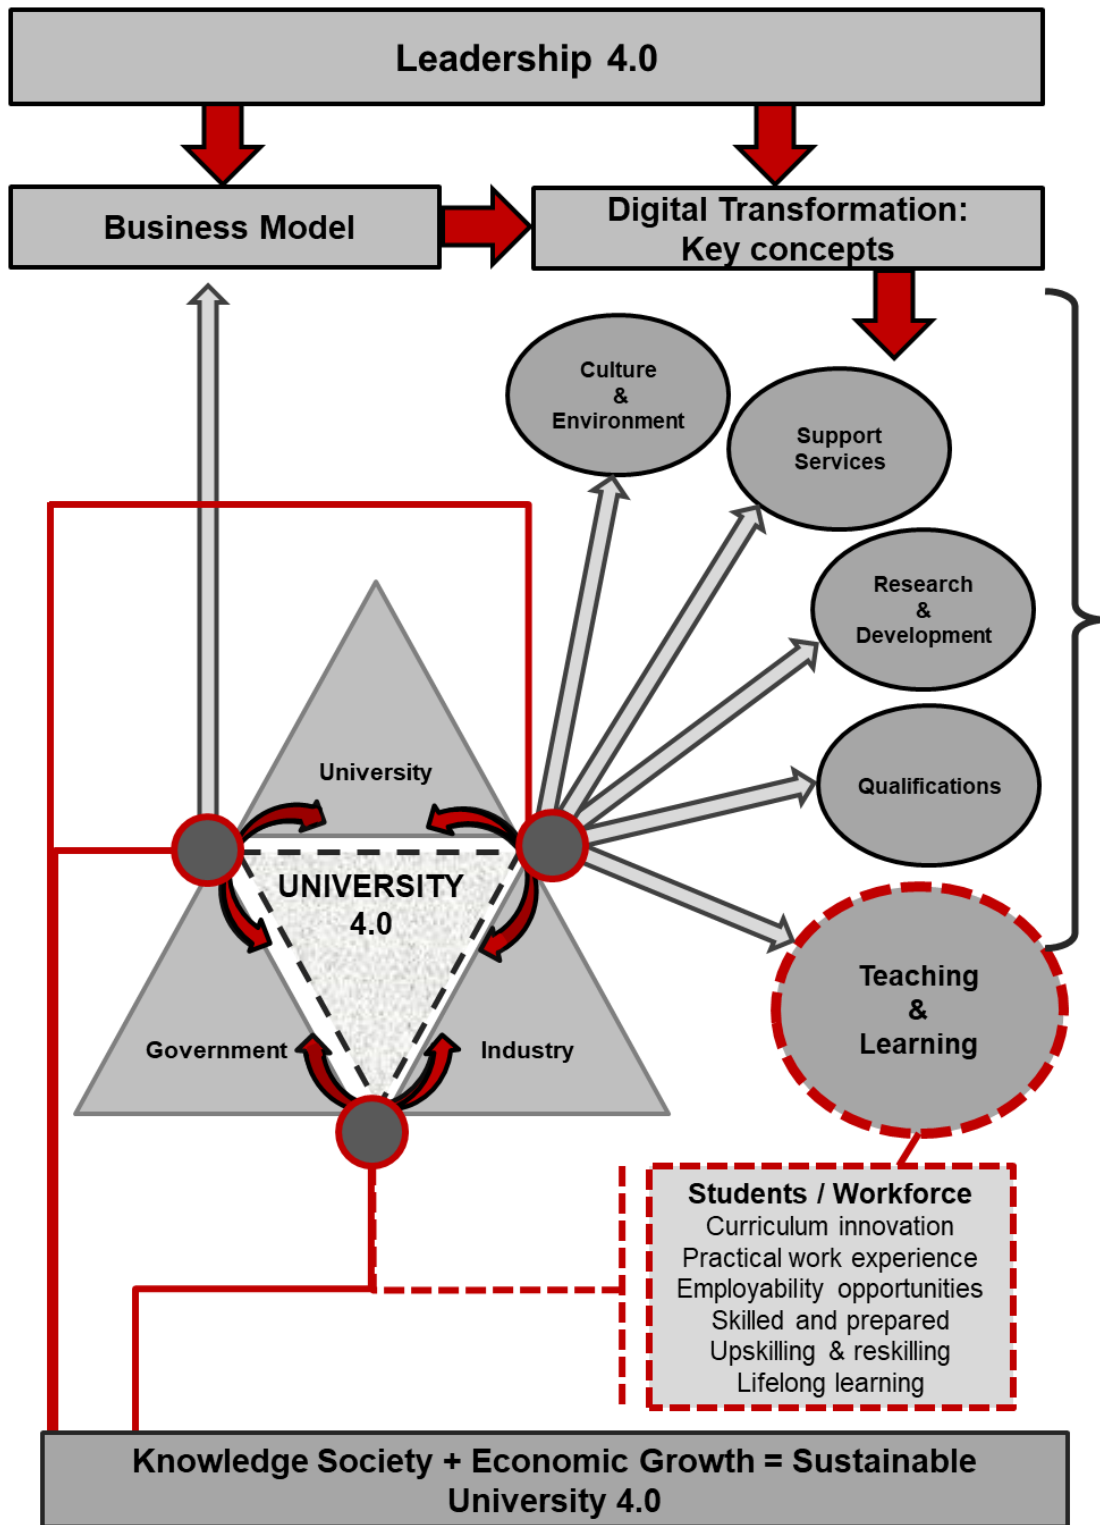 Leadership 4.0
Business Model
Digital Transformation:
Key concepts
Culture
&
Environment
Support
Services
Research
&
Development
Qualifications
Teaching
&
Learning
University
UNIVERSITY
4.0
Government
Industry
Students / Workforce
Curriculum innovation
Practical work experience
Employability opportunities
Skilled and prepared
Upskilling & reskilling
Lifelong learning
Knowledge Society + Economic Growth = Sustainable
University 4.0